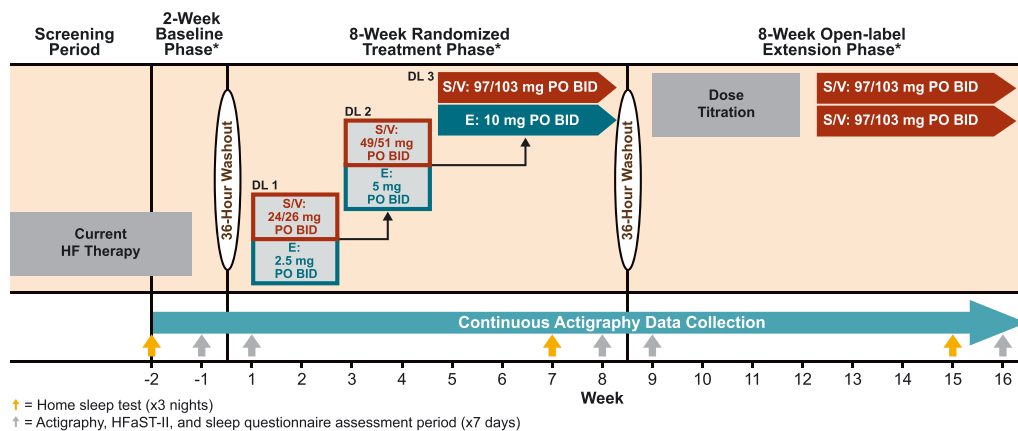 Screening
Period
2-Week
Baseline
Phase*
8-Week Randomized
Treatment Phase*
8-Week Open-label
Extension Phase*
DL 3
S/V: 97/103 mg PO BID
E: 10 mg PO BID
DL 2
S/V:
49/51 mg
PO BID
E:
5 mg
PO BID
DL 1
S/V:
24/26 mg
PO BID
E:
2.5 mg
PO BID
36-Hour Washout
36-Hour Washout
Dose
Titration
S/V: 97/103 mg PO BID
S/V: 97/103 mg PO BID
Current
HF Therapy
Continuous Actigraphy Data Collection
-2 -1 1 2 3 4 5 6 7 8 9 10 11 12 13 14 15 16
Week
= Home sleep test (x3 nights)
= Actigraphy, HFaST-II, and sleep questionnaire assessment period (x7 days)